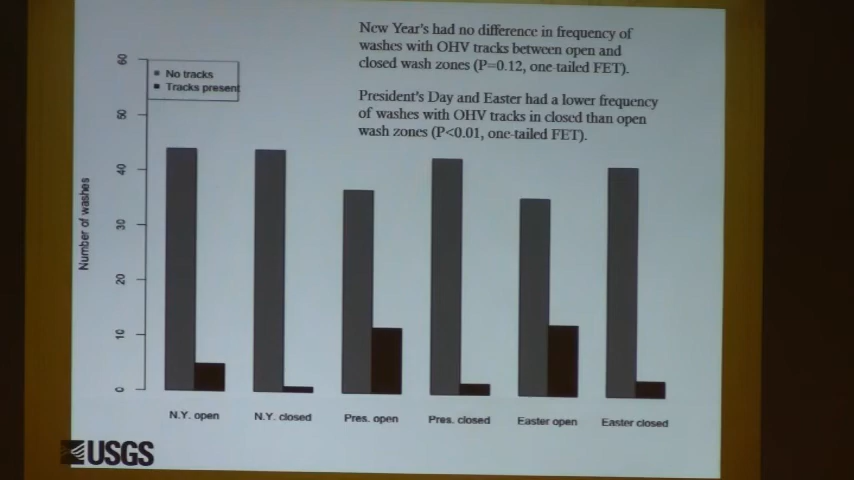 New Year's had no difference in frequency of
washes with OHV tracks between open and
closed wash zones (P=0.12, one-tailed FET).
President's Day and Easter had a lower frequency
of washes with OHV tracks in closed than open
wash zones (P<0.01, one-tailed FET).
No tracks
Tracks present
60
50
40
30
20
10
0
Number of washes
N.Y. open
N.Y. closed
Pres. open
Pres. closed
Easter open
Easter closed
USGS